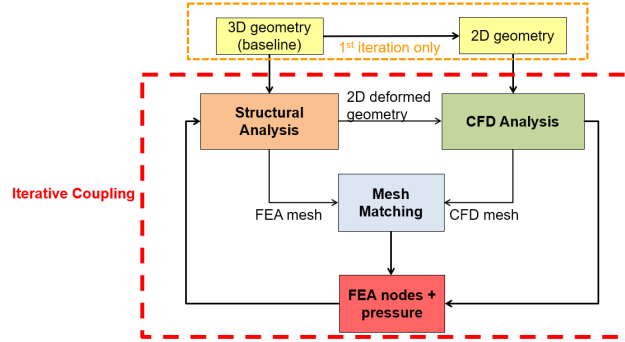 3D geometry
(baseline)
1st iteration only
2D geometry
Structural
Analysis
2D deformed
geometry
CFD Analysis
Iterative Coupling
FEA mesh
Mesh
Matching
CFD mesh
FEA nodes +
pressure